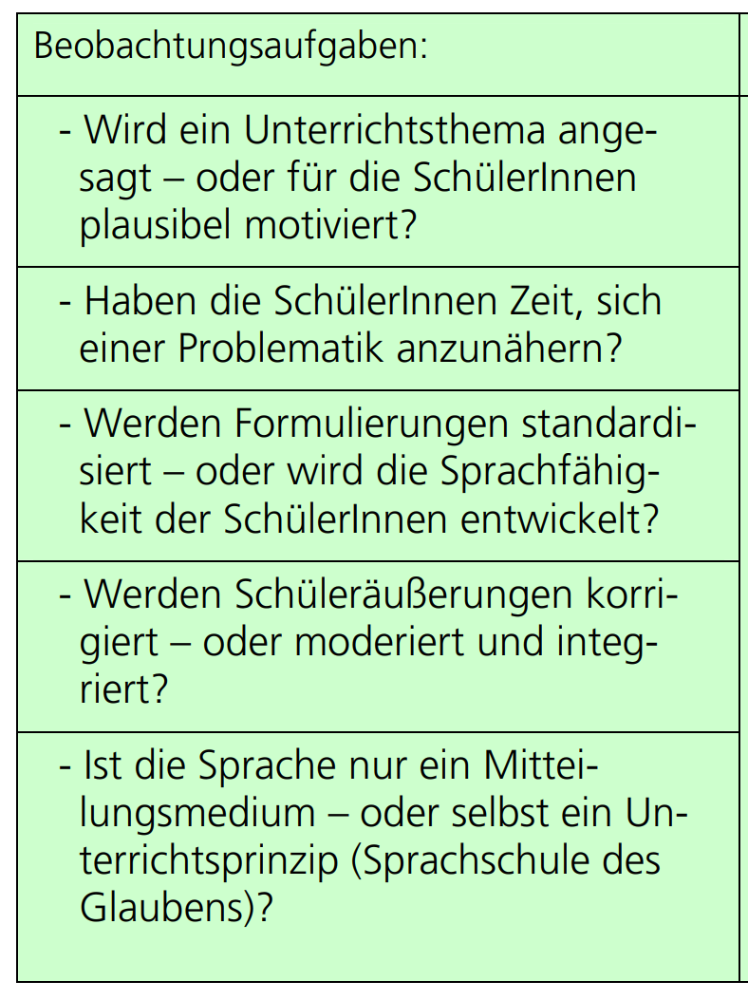 Beobachtungsaufgaben:
- Wird ein Unterrichtsthema ange-
sagt – oder für die SchülerInnen
plausibel motiviert?
- Haben die SchülerInnen Zeit, sich
einer Problematik anzunähern?
- Werden Formulierungen standardi-
siert – oder wird die Sprachfähig-
keit der SchülerInnen entwickelt?
- Werden Schüleräußerungen korri-
giert – oder moderiert und integ-
riert?
- Ist die Sprache nur ein Mittei-
lungsmedium – oder selbst ein Un-
terrichtsprinzip (Sprachschule des
Glaubens)?